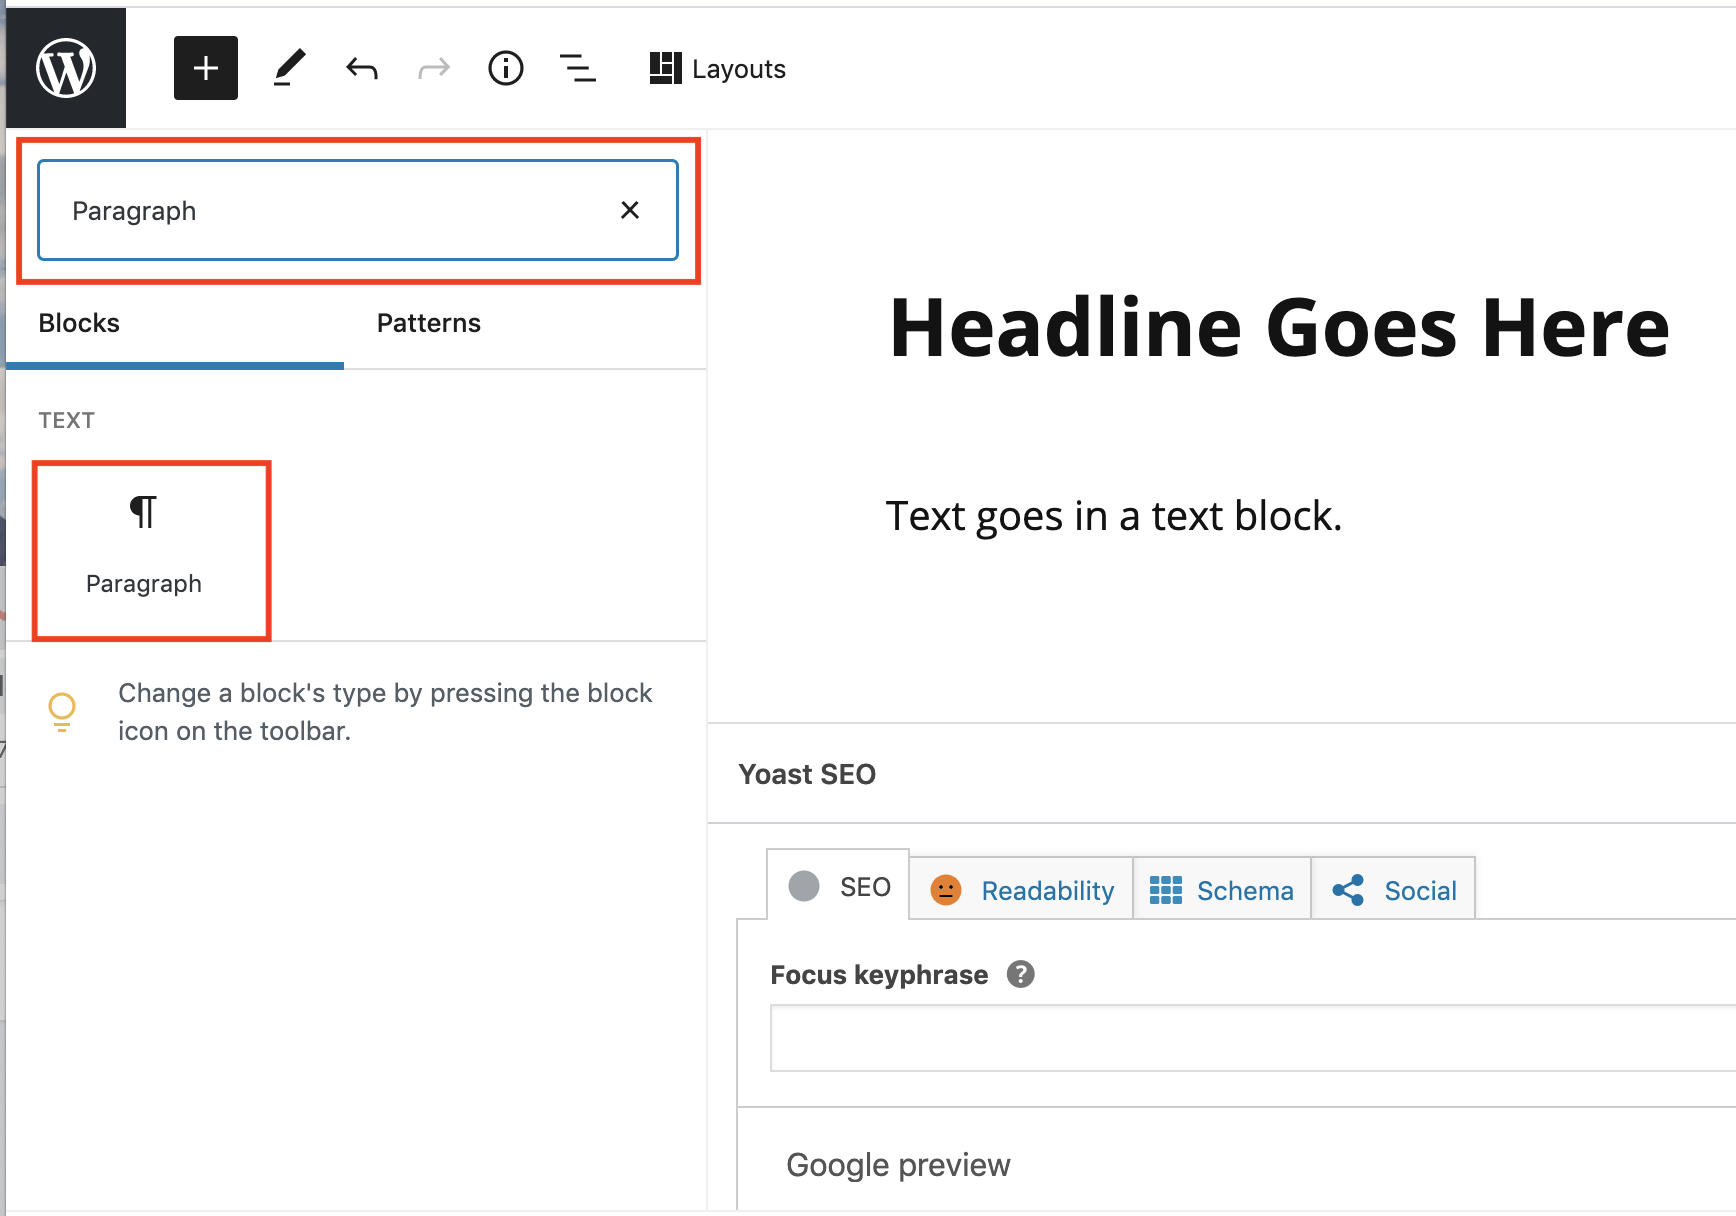 Layouts
Paragraph
Blocks
Patterns
TEXT
¶
Paragraph
Change a block's type by pressing the block
icon on the toolbar.
Headline Goes Here
Text goes in a text block.
Yoast SEO
SEO
Readability
Schema
Social
Focus keyphrase
Google preview